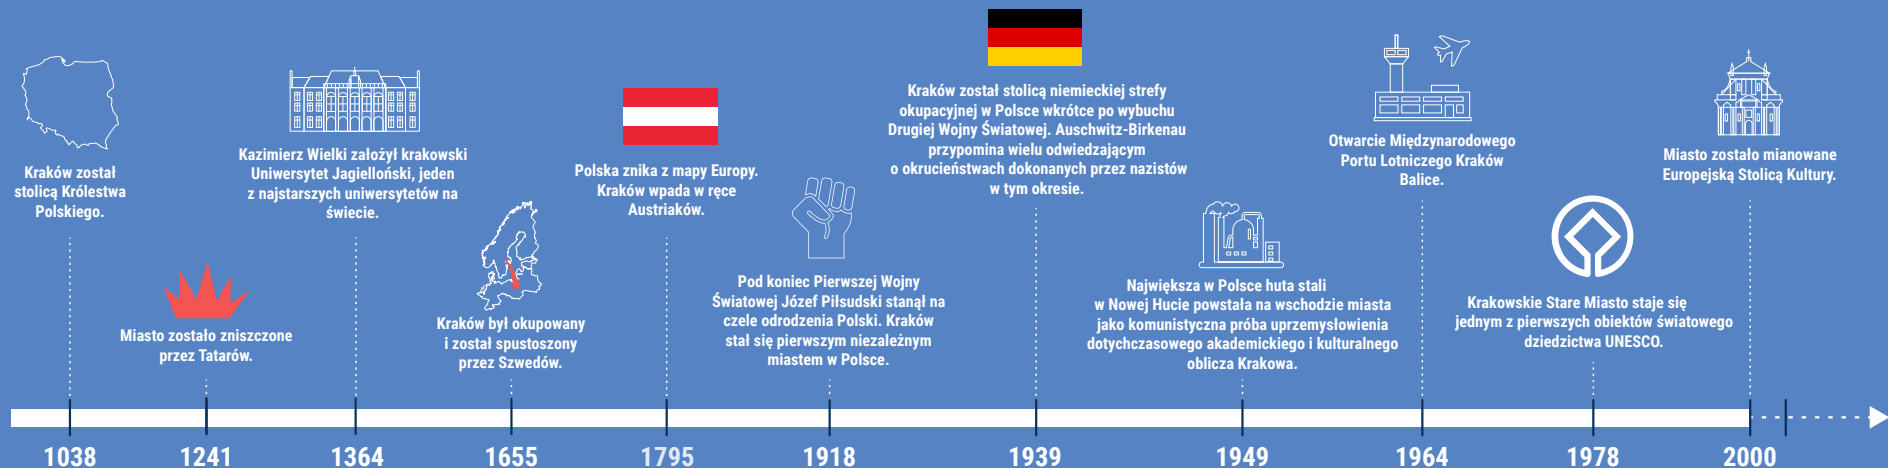 Kraków został
stolicą Królestwa
Polskiego.
Miasto zostało zniszczone
przez Tatarów.
Kazimierz Wielki założył krakowski
Uniwersytet Jagielloński, jeden
z najstarszych uniwersytetów na
świecie.
Kraków był okupowany
i został spustoszony
przez Szwedów.
Polska znika z mapy Europy.
Kraków wpada w ręce
Austriaków.
Pod koniec Pierwszej Wojny
Światowej Józef Piłsudski stanął na
czele odrodzenia Polski. Kraków
stał się pierwszym niezależnym
miastem w Polsce.
Kraków został stolicą niemieckiej strefy
okupacyjnej w Polsce wkrótce po wybuchu
Drugiej Wojny Światowej. Auschwitz-Birkenau
przypomina wielu odwiedzającym
o okrucieństwach dokonanych przez nazistów
w tym okresie.
Największa w Polsce huta stali
w Nowej Hucie powstała na wschodzie miasta
jako komunistyczna próba uprzemysłowienia
dotychczasowego akademickiego i kulturalnego
oblicza Krakowa.
Otwarcie Międzynarodowego
Portu Lotniczego Kraków
Balice.
Krakowskie Stare Miasto staje się
jednym z pierwszych obiektów światowego
dziedzictwa UNESCO.
Miasto zostało mianowane
Europejską Stolicą Kultury.
1038 1241 1364 1655 1795 1918 1939 1949 1964 1978 2000